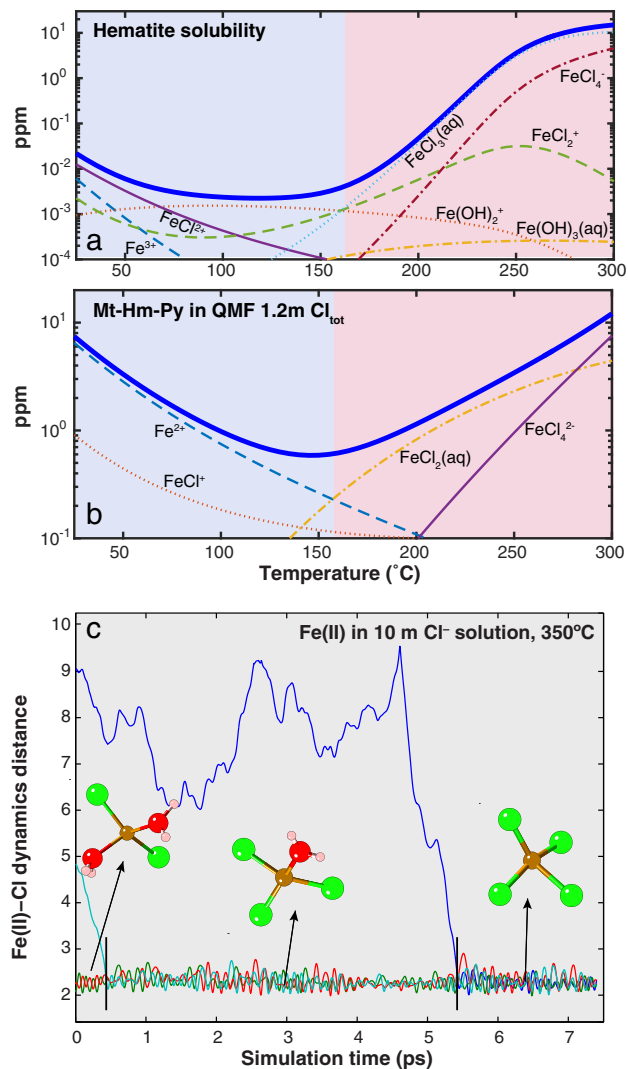 Hematite solubility
10¹
10⁰
10⁻¹
10⁻²
10⁻³
10⁻⁴
ppm
FeCl₄⁻
FeCl₃(aq)
FeCl₂⁺
FeCl²⁺
Fe³⁺
Fe(OH)₂⁺
Fe(OH)₃(aq)
a
50 100 150 200 250 300
Mt-Hm-Py in QMF 1.2m Cl_tot
10¹
10⁰
10⁻¹
ppm
Fe²⁺
FeCl⁺
FeCl₂(aq)
FeCl₄²⁻
b
50 100 150 200 250 300
Temperature (˚C)
c
Fe(II) in 10 m Cl⁻ solution, 350ºC
10
9
8
7
6
5
4
3
2
Fe(II)–Cl dynamics distance
0 1 2 3 4 5 6 7
Simulation time (ps)